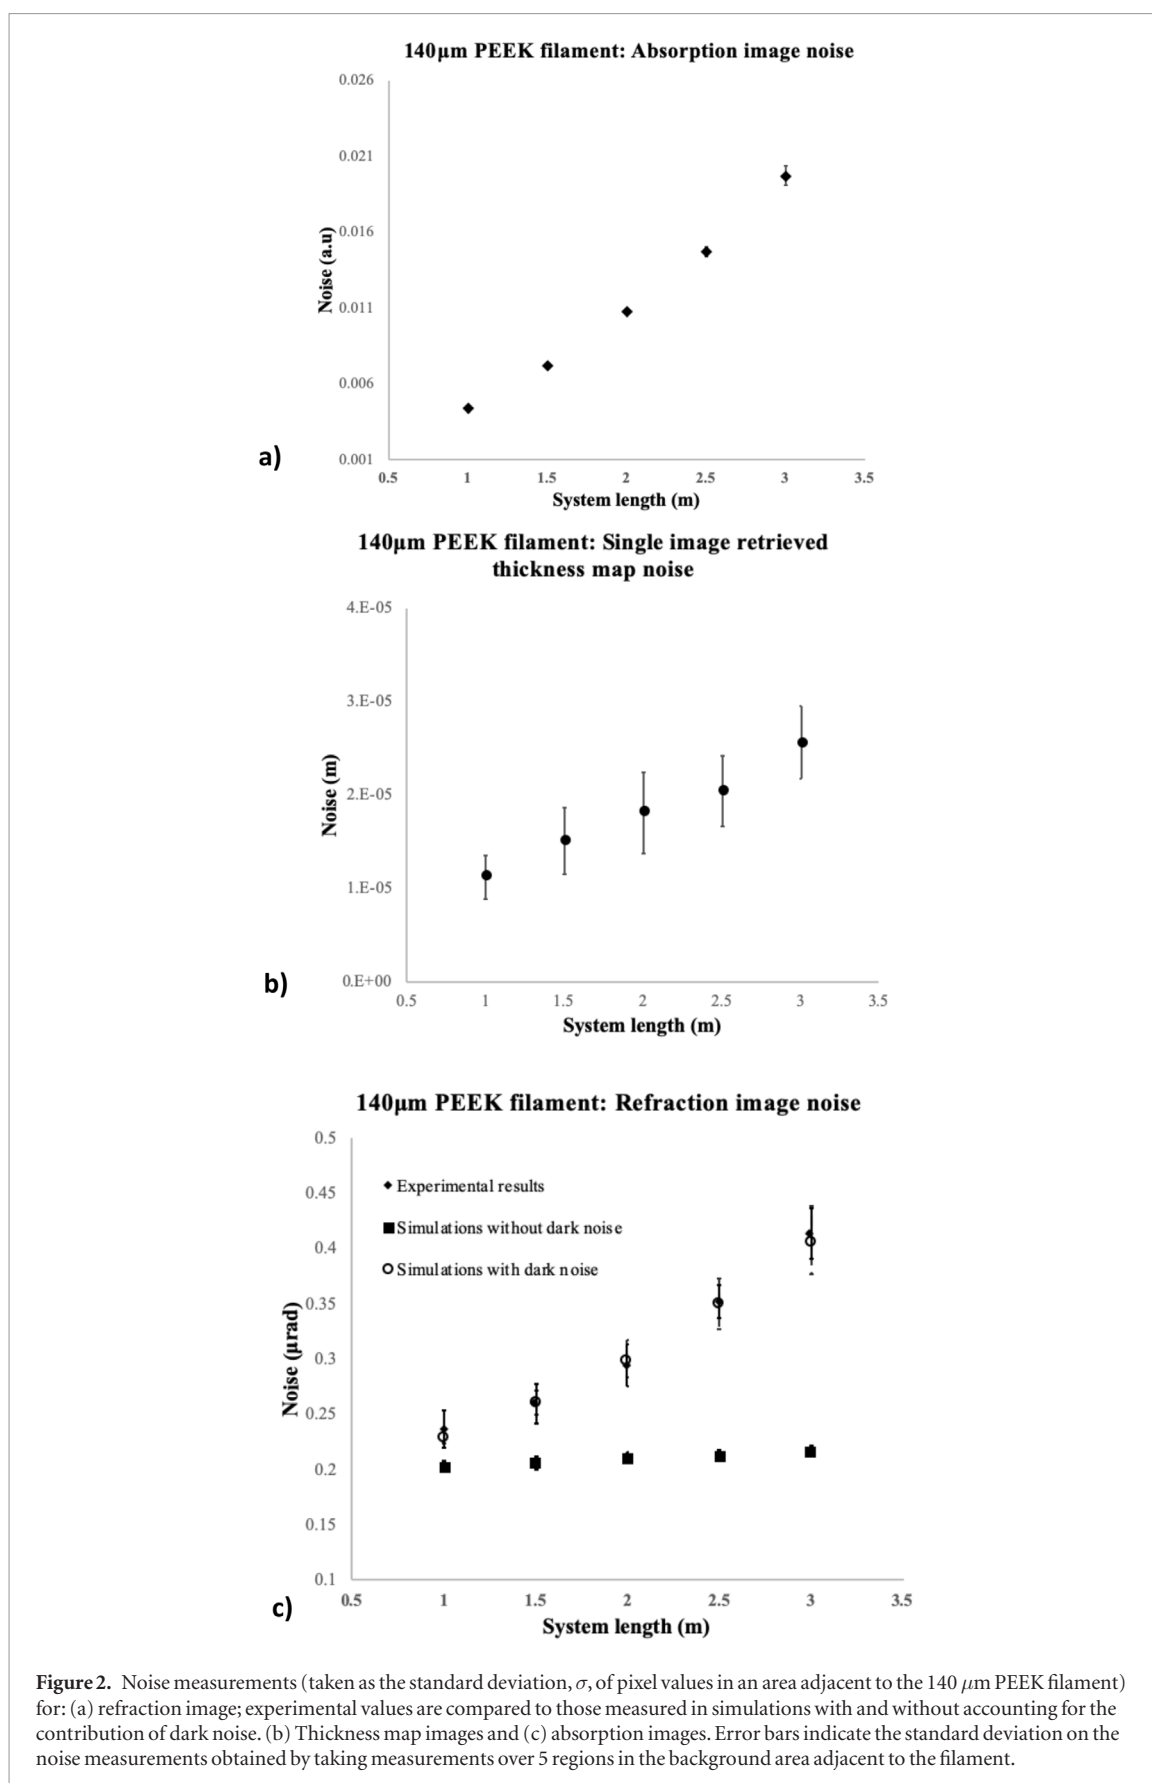 140μm PEEK filament: Absorption image noise
0.026
0.021
0.016
0.011
0.006
0.001
Noise (a.u)
0.5 1 1.5 2 2.5 3 3.5
System length (m)
a)
140μm PEEK filament: Single image retrieved
thickness map noise
4.E-05
3.E-05
2.E-05
1.E-05
0.E+00
Noise (m)
0.5 1 1.5 2 2.5 3 3.5
System length (m)
b)
140μm PEEK filament: Refraction image noise
0.5
0.45
0.4
0.35
0.3
0.25
0.2
0.15
0.1
Noise (μrad)
Experimental results
Simulations without dark noise
Simulations with dark noise
0.5 1 1.5 2 2.5 3 3.5
System length (m)
c)
Figure 2. Noise measurements (taken as the standard deviation, σ, of pixel values in an area adjacent to the 140 μm PEEK filament)
for: (a) refraction image; experimental values are compared to those measured in simulations with and without accounting for the
contribution of dark noise. (b) Thickness map images and (c) absorption images. Error bars indicate the standard deviation on the
noise measurements obtained by taking measurements over 5 regions in the background area adjacent to the filament.